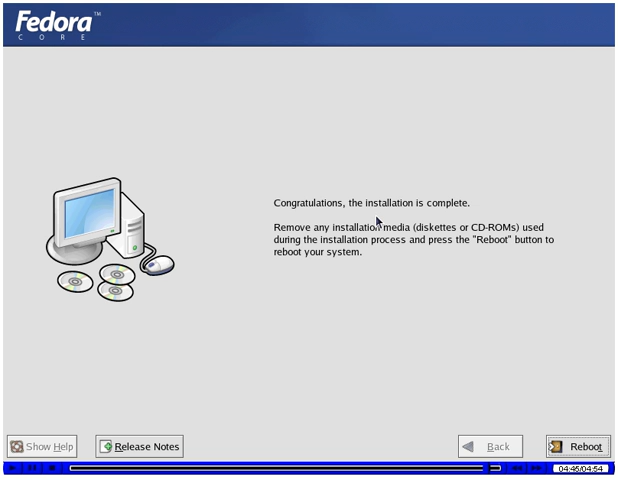 Fedora™
CORE
Congratulations, the installation is complete.
Remove any installation media (diskettes or CD-ROMs) used
during the installation process and press the "Reboot" button to
reboot your system.
Show Help
Release Notes
Back
Reboot
04:45/04:54